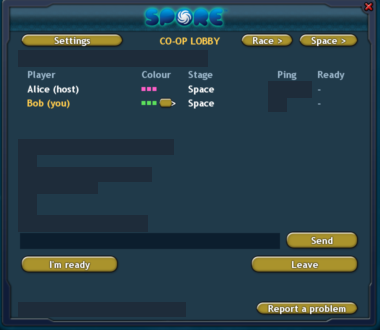 SPORE
Settings CO-OP LOBBY Race > Space >
Player Colour Stage Ping Ready
Alice (host) Space -
Bob (you) > Space -
Send
I'm ready Leave
Report a problem